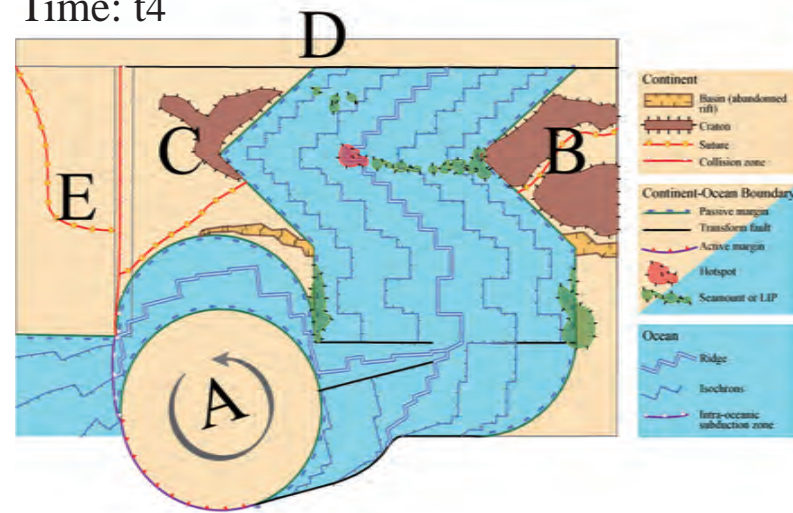 Time: t4
D
C
B
E
A
Continent
Basin (abandonned
rift)
Craton
Suture
Collision zone
Continent-Ocean Boundary
Passive margin
Transform fault
Active margin
Hotspot
Seamount or LIP
Ocean
Ridge
Isochrons
Intra-oceanic
subduction zone